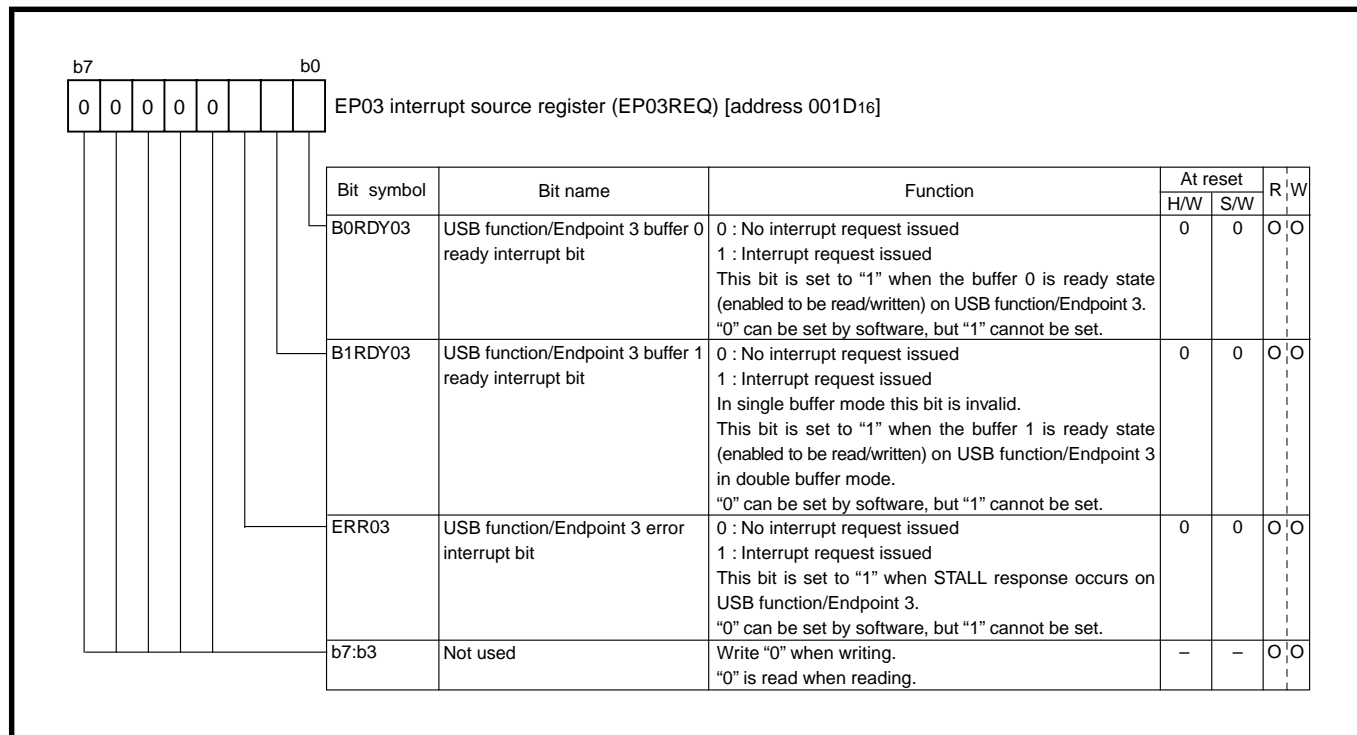 b7 b0
0 0 0 0 0
EP03 interrupt source register (EP03REQ) [address 001D16]
Bit symbol Bit name Function At reset R W
H/W S/W
B0RDY03 USB function/Endpoint 3 buffer 0 0 : No interrupt request issued 0 0 O O
ready interrupt bit 1 : Interrupt request issued
This bit is set to “1” when the buffer 0 is ready state
(enabled to be read/written) on USB function/Endpoint 3.
“0” can be set by software, but “1” cannot be set.
B1RDY03 USB function/Endpoint 3 buffer 1 0 : No interrupt request issued 0 0 O O
ready interrupt bit 1 : Interrupt request issued
In single buffer mode this bit is invalid.
This bit is set to “1” when the buffer 1 is ready state
(enabled to be read/written) on USB function/Endpoint 3
in double buffer mode.
“0” can be set by software, but “1” cannot be set.
ERR03 USB function/Endpoint 3 error 0 : No interrupt request issued 0 0 O O
interrupt bit 1 : Interrupt request issued
This bit is set to “1” when STALL response occurs on
USB function/Endpoint 3.
“0” can be set by software, but “1” cannot be set.
b7:b3 Not used Write “0” when writing. – – O O
“0” is read when reading.